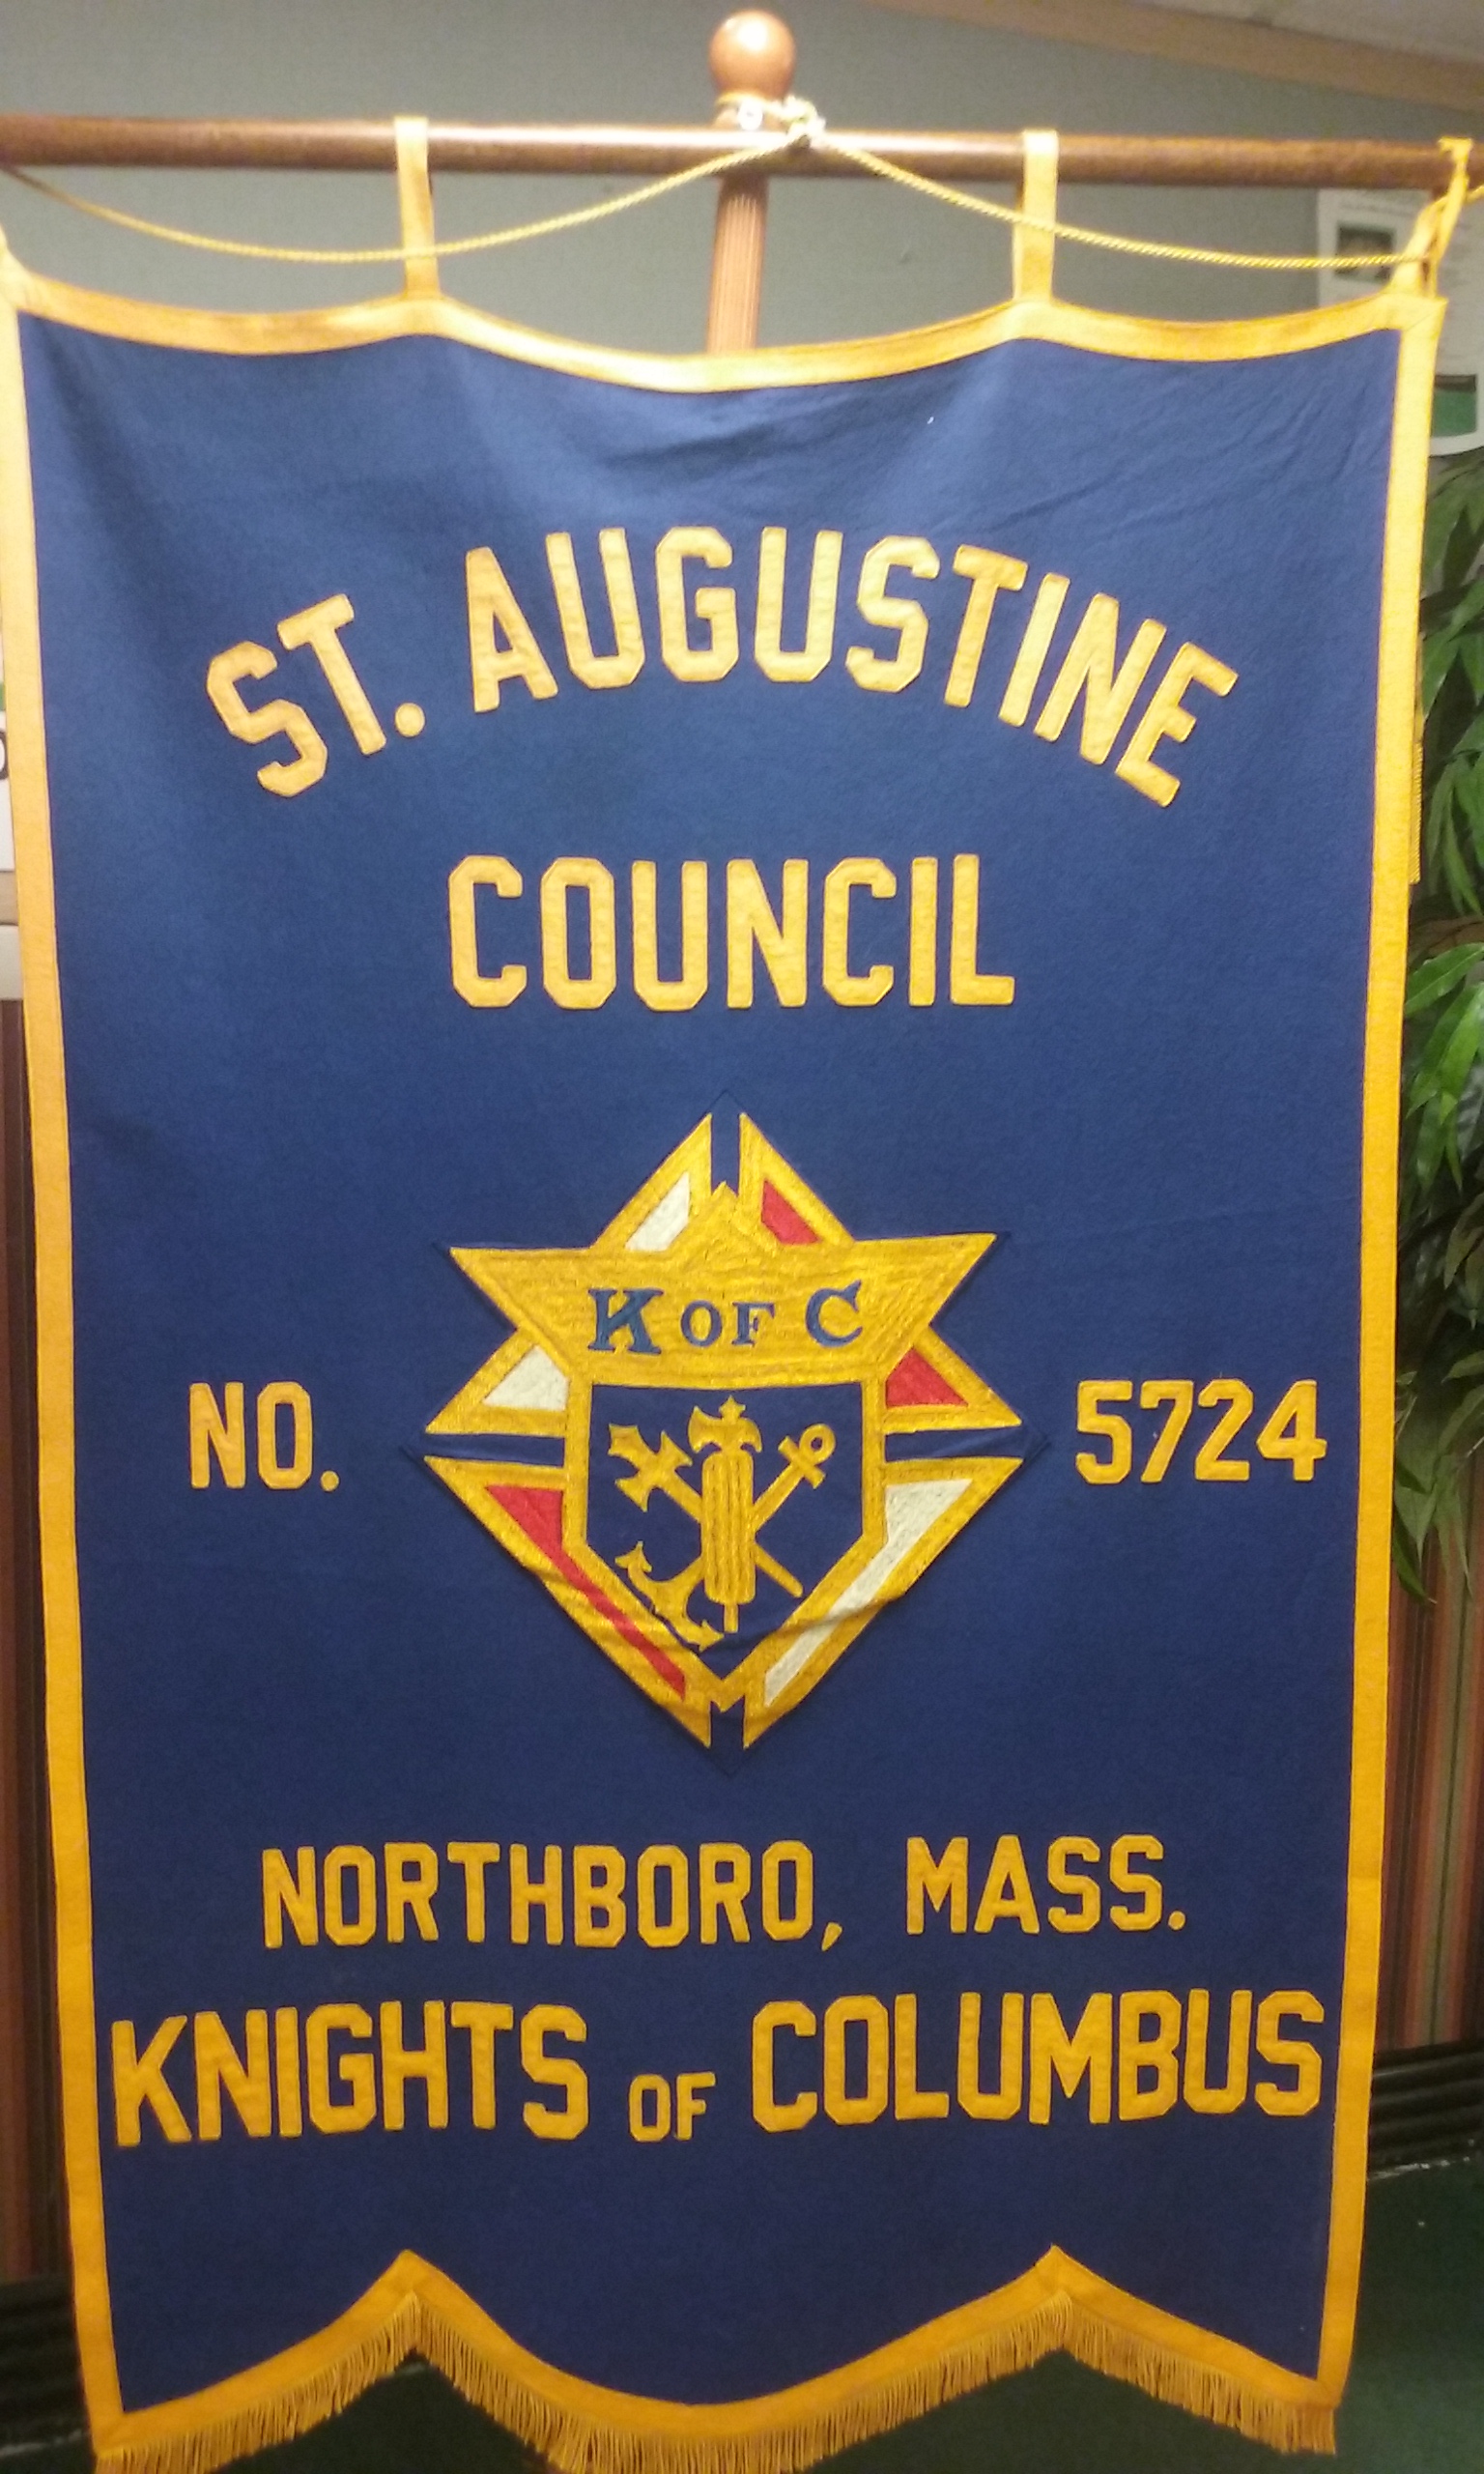 ST. AUGUSTINE
COUNCIL
K OF C
NO. 5724
NORTHBORO, MASS.
KNIGHTS OF COLUMBUS